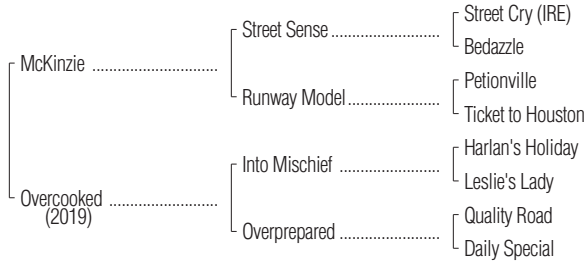 Street Cry (IRE)
Street Sense ......................
Bedazzle
McKinzie ..................................
Petionville
Runway Model ..................
Ticket to Houston
Harlan's Holiday
Into Mischief .....................
Leslie's Lady
Overcooked .............................
(2019)
Quality Road
Overprepared .....................
Daily Special